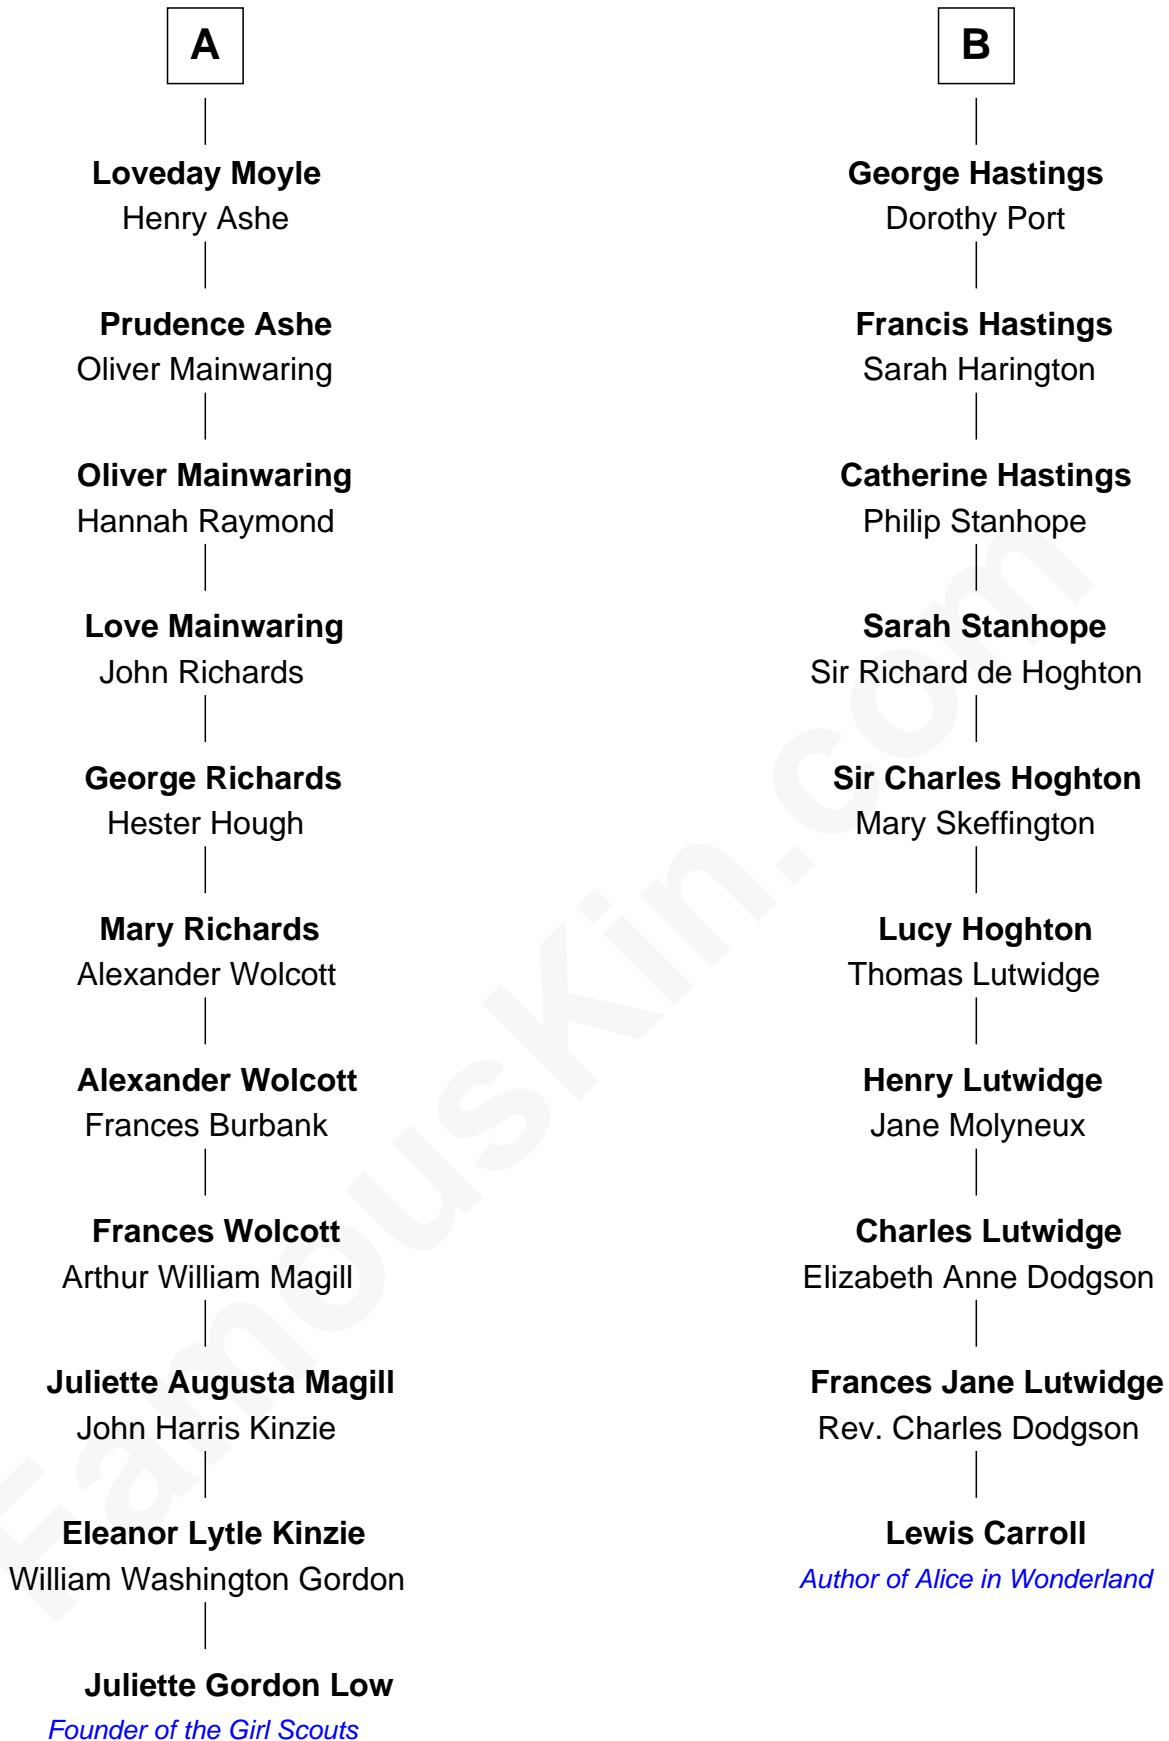 A
Loveday Moyle
Henry Ashe
Prudence Ashe
Oliver Mainwaring
Oliver Mainwaring
Hannah Raymond
Love Mainwaring
John Richards
George Richards
Hester Hough
Mary Richards
Alexander Wolcott
Alexander Wolcott
Frances Burbank
Frances Wolcott
Arthur William Magill
Juliette Augusta Magill
John Harris Kinzie
Eleanor Lytle Kinzie
William Washington Gordon
Juliette Gordon Low
Founder of the Girl Scouts
B
George Hastings
Dorothy Port
Francis Hastings
Sarah Harington
Catherine Hastings
Philip Stanhope
Sarah Stanhope
Sir Richard de Hoghton
Sir Charles Hoghton
Mary Skeffington
Lucy Hoghton
Thomas Lutwidge
Henry Lutwidge
Jane Molyneux
Charles Lutwidge
Elizabeth Anne Dodgson
Frances Jane Lutwidge
Rev. Charles Dodgson
Lewis Carroll
Author of Alice in Wonderland
FamousKin.com